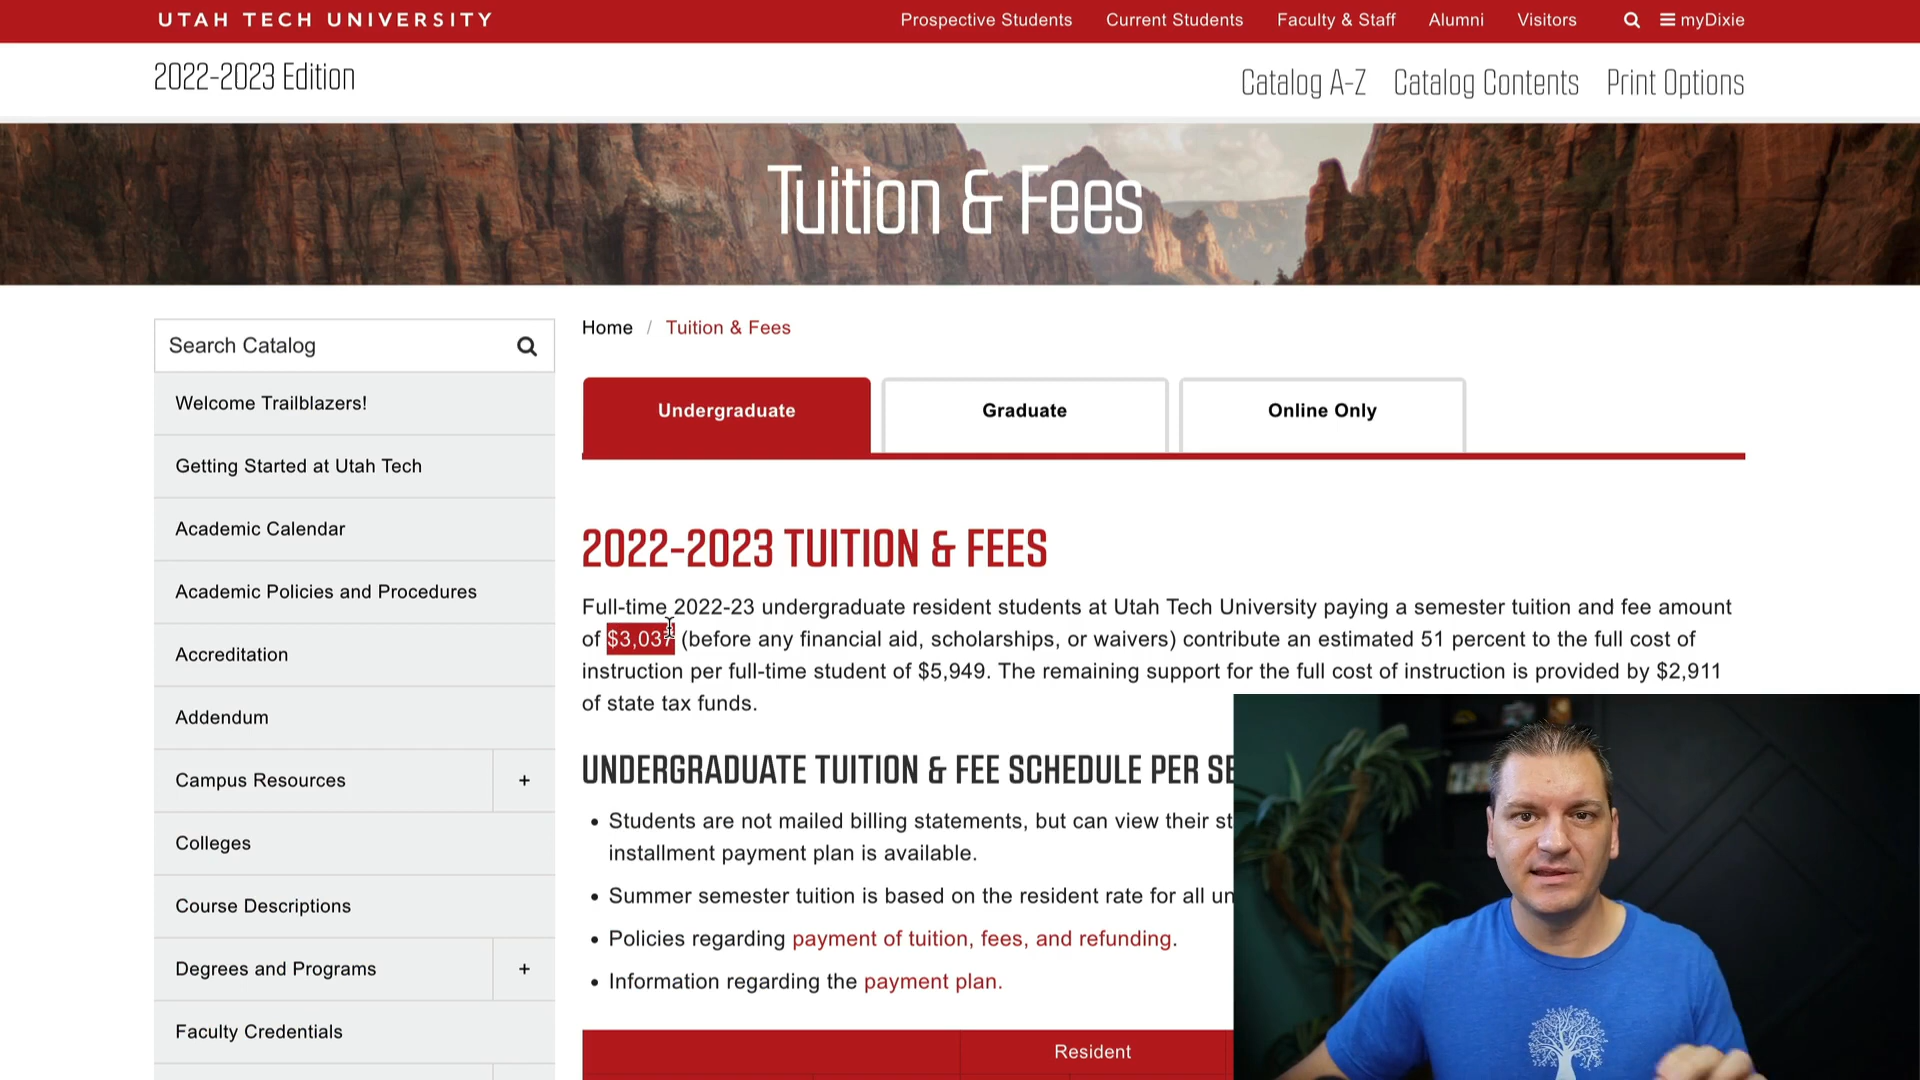 UTAH TECH UNIVERSITY
Prospective Students Current Students Faculty & Staff Alumni Visitors myDixie
2022-2023 Edition
Catalog A-Z Catalog Contents Print Options
Tuition & Fees
Search Catalog
Welcome Trailblazers!
Getting Started at Utah Tech
Academic Calendar
Academic Policies and Procedures
Accreditation
Addendum
Campus Resources +
Colleges
Course Descriptions
Degrees and Programs +
Faculty Credentials
Home / Tuition & Fees
Undergraduate Graduate Online Only
2022-2023 TUITION & FEES
Full-time 2022-23 undergraduate resident students at Utah Tech University paying a semester tuition and fee amount
of $3,037 (before any financial aid, scholarships, or waivers) contribute an estimated 51 percent to the full cost of
instruction per full-time student of $5,949. The remaining support for the full cost of instruction is provided by $2,911
of state tax funds.
UNDERGRADUATE TUITION & FEE SCHEDULE PER SE
• Students are not mailed billing statements, but can view their st
installment payment plan is available.
• Summer semester tuition is based on the resident rate for all un
• Policies regarding payment of tuition, fees, and refunding.
• Information regarding the payment plan.
Resident